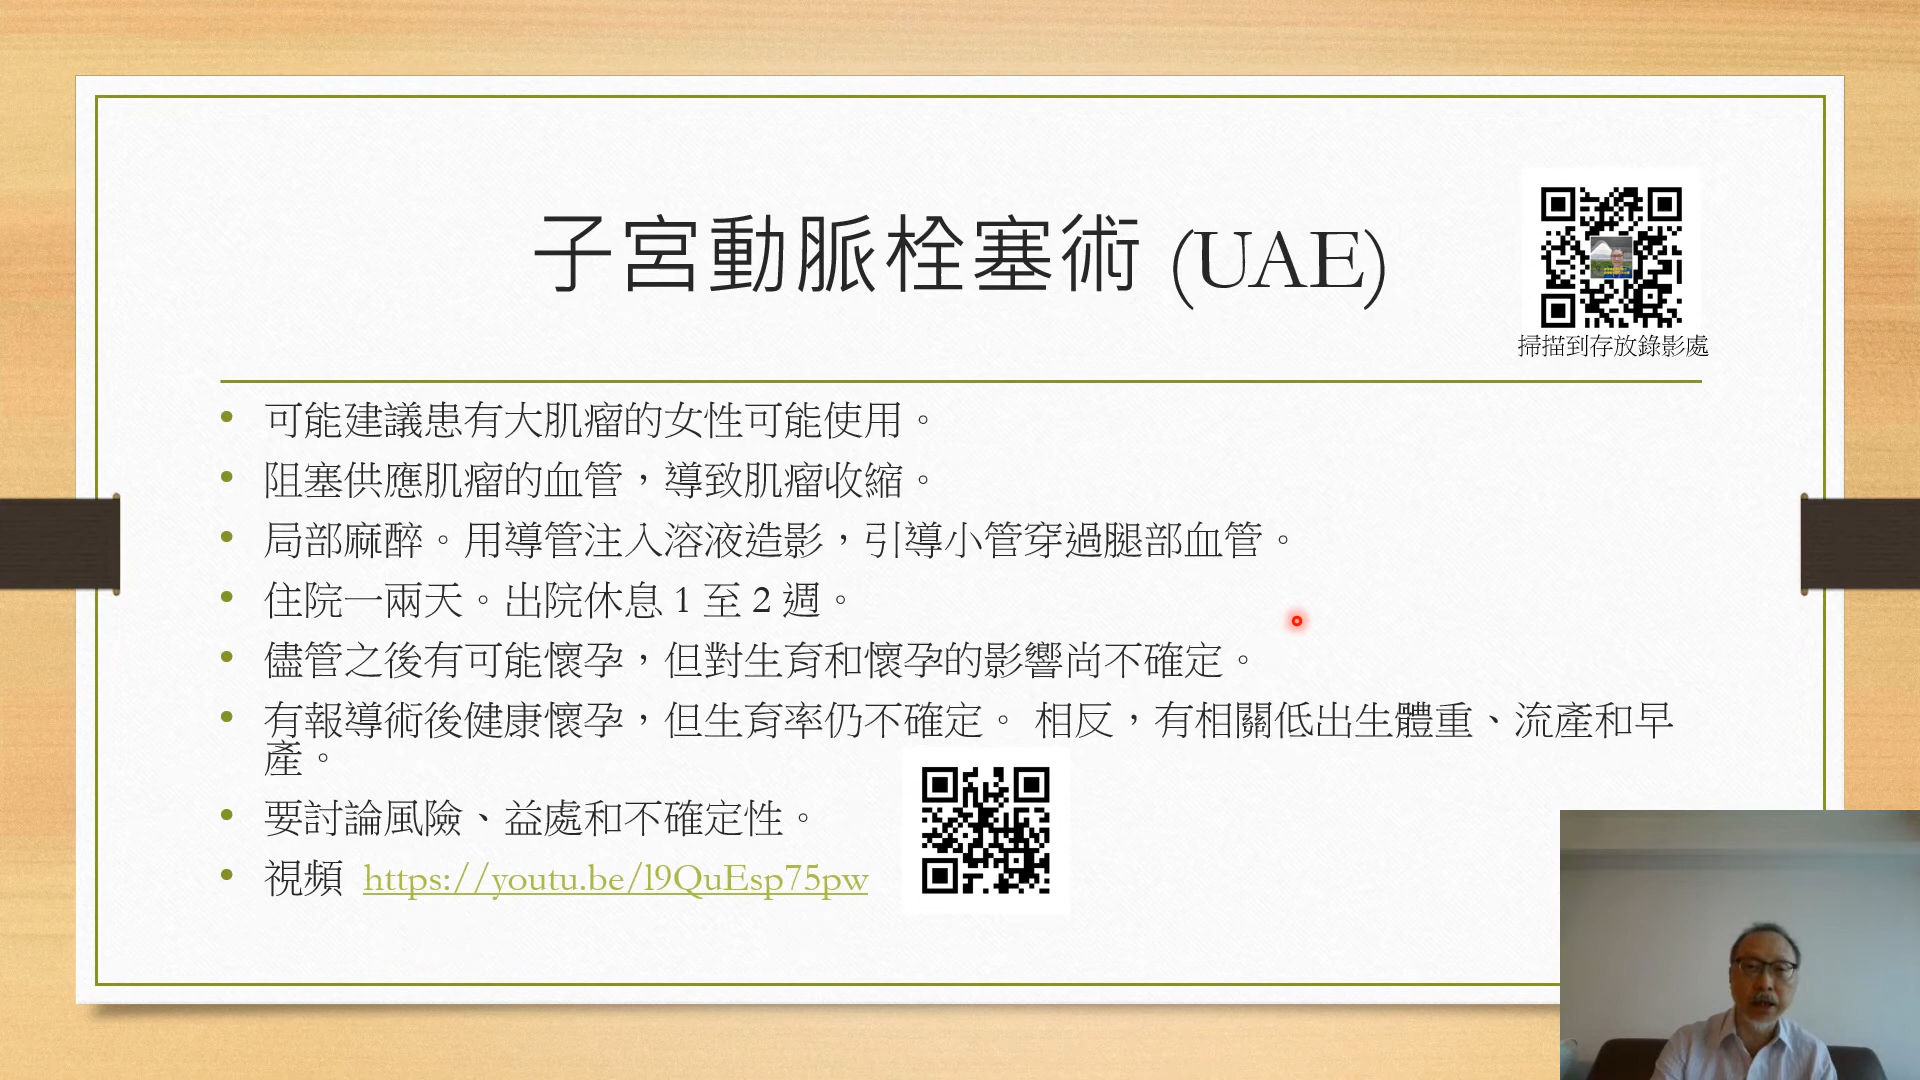 子宮動脈栓塞術 (UAE)
掃描到存放錄影處
• 可能建議患有大肌瘤的女性可能使用。
• 阻塞供應肌瘤的血管，導致肌瘤收縮。
• 局部麻醉。用導管注入溶液造影，引導小管穿過腿部血管。
• 住院一兩天。出院休息 1 至 2 週。
• 儘管之後有可能懷孕，但對生育和懷孕的影響尚不確定。
• 有報導術後健康懷孕，但生育率仍不確定。 相反，有相關低出生體重、流產和早
產。
• 要討論風險、益處和不確定性。
• 視頻 https://youtu.be/l9QuEsp75pw